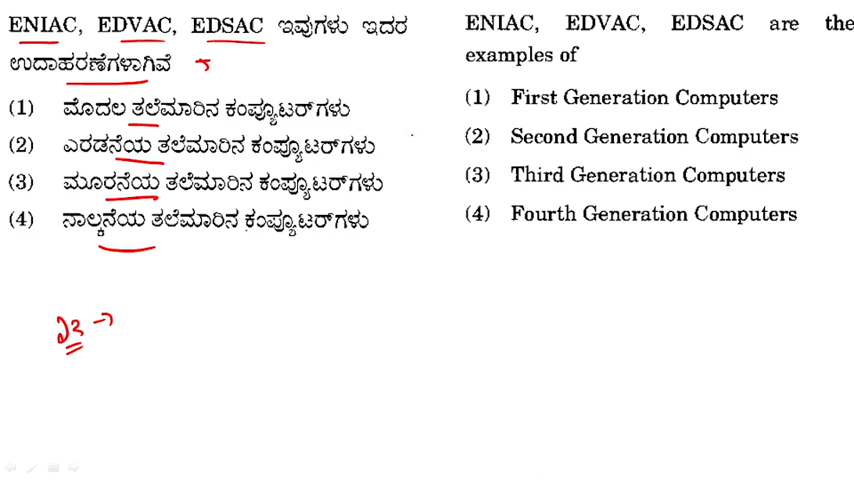 ENIAC, EDVAC, EDSAC ಇವುಗಳು ಇದರ
ಉದಾಹರಣೆಗಳಾಗಿವೆ
(1) ಮೊದಲ ತಲೆಮಾರಿನ ಕಂಪ್ಯೂಟರ್‌ಗಳು
(2) ಎರಡನೆಯ ತಲೆಮಾರಿನ ಕಂಪ್ಯೂಟರ್‌ಗಳು
(3) ಮೂರನೆಯ ತಲೆಮಾರಿನ ಕಂಪ್ಯೂಟರ್‌ಗಳು
(4) ನಾಲ್ಕನೆಯ ತಲೆಮಾರಿನ ಕಂಪ್ಯೂಟರ್‌ಗಳು
ENIAC, EDVAC, EDSAC are the
examples of
(1) First Generation Computers
(2) Second Generation Computers
(3) Third Generation Computers
(4) Fourth Generation Computers